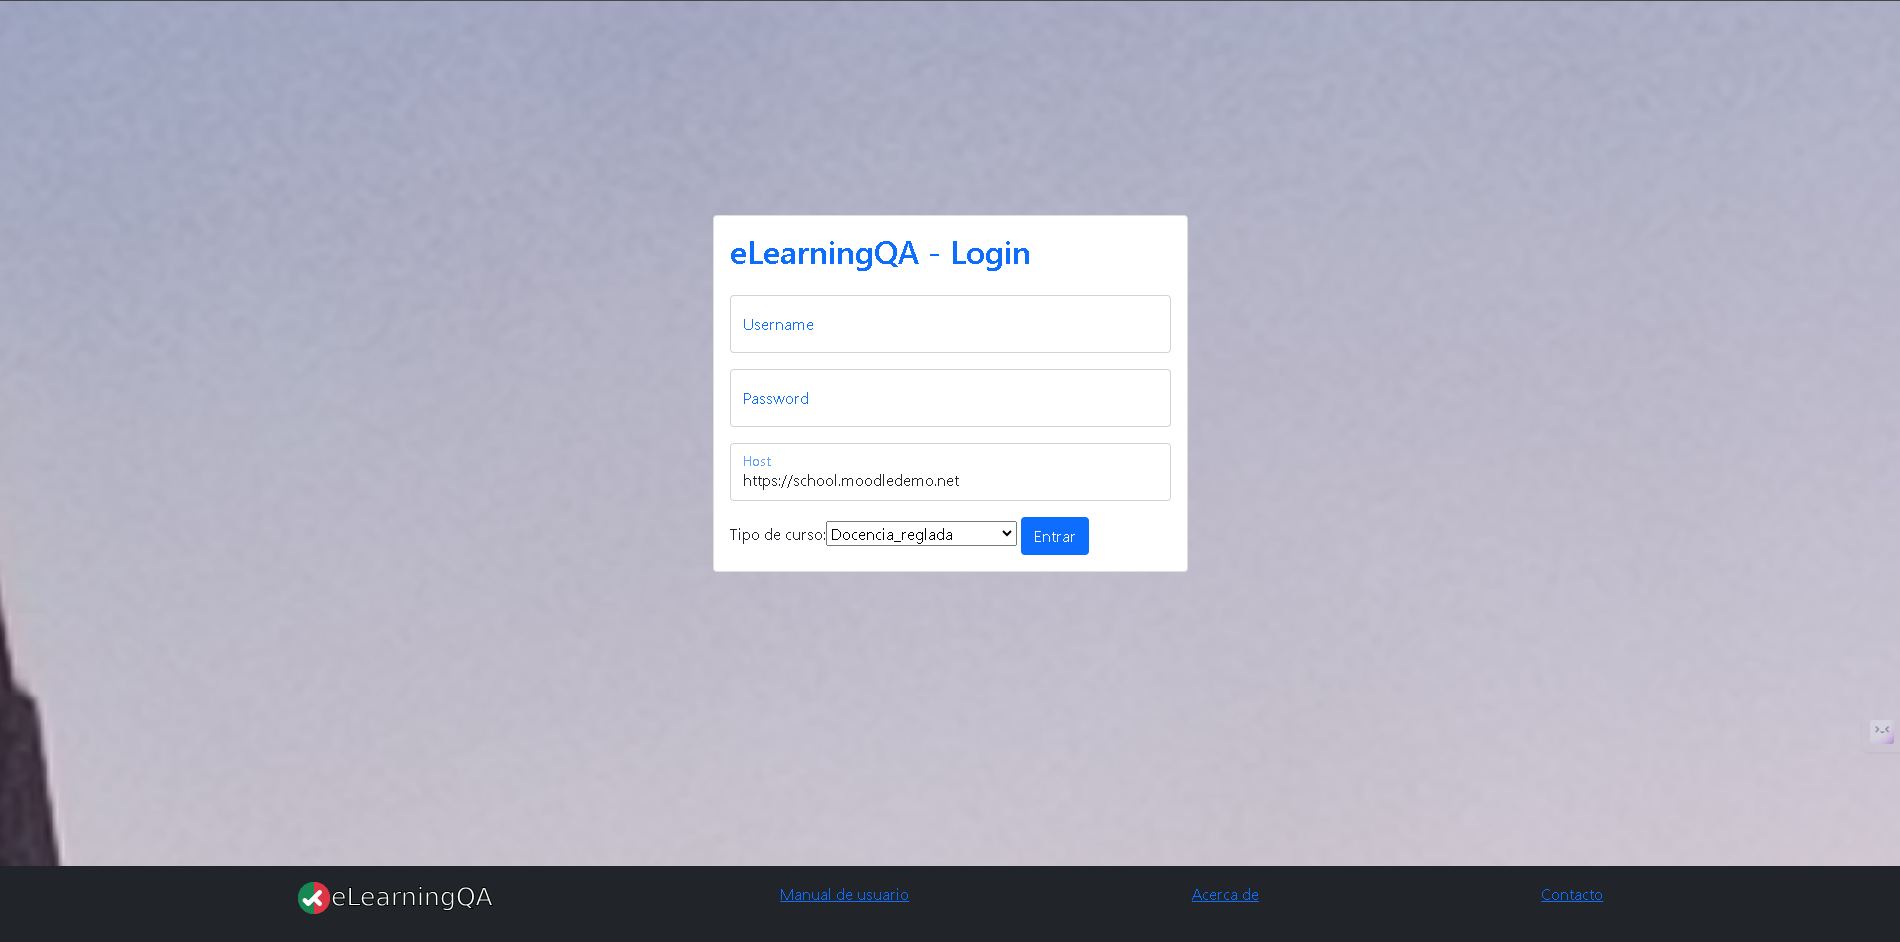 eLearningQA - Login
Username
Password
Host
https://school.moodledemo.net
Tipo de curso: Docencia_reglada Entrar
eLearningQA Manual de usuario Acerca de Contacto